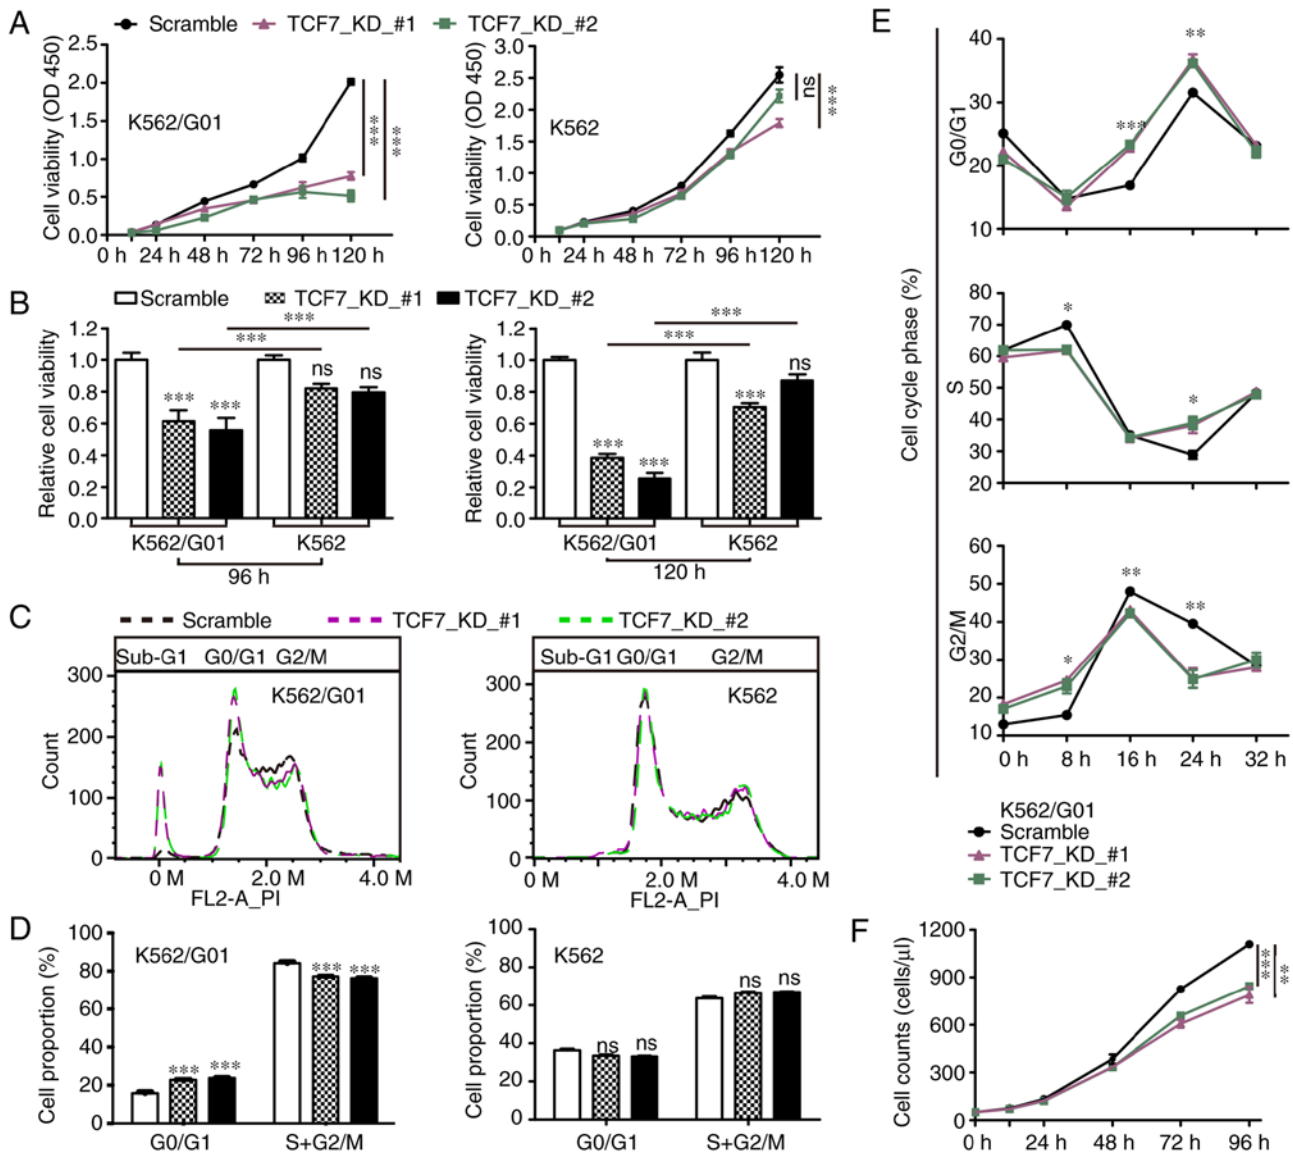 A
Scramble TCF7_KD_#1 TCF7_KD_#2
Cell viability (OD 450)
2.5
2.0
1.5
1.0
0.5
0.0
K562/G01
***
***
0 h 24 h 48 h 72 h 96 h 120 h
Cell viability (OD 450)
3.0
2.5
2.0
1.5
1.0
0.5
0.0
K562
ns
***
0 h 24 h 48 h 72 h 96 h 120 h
B
Scramble TCF7_KD_#1 TCF7_KD_#2
Relative cell viability
1.2
1.0
0.8
0.6
0.4
0.2
0.0
***
***
*** *** ns ns
K562/G01 K562
96 h
Relative cell viability
1.2
1.0
0.8
0.6
0.4
0.2
0.0
***
***
*** *** *** ns
K562/G01 K562
120 h
C
Scramble TCF7_KD_#1 TCF7_KD_#2
Sub-G1 G0/G1 G2/M
K562/G01
Count
300
200
100
0
0 M 2.0 M 4.0 M
FL2-A_PI
Sub-G1 G0/G1 G2/M
K562
Count
300
200
100
0
0 M 2.0 M 4.0 M
FL2-A_PI
D
Cell proportion (%)
100
80
60
40
20
0
K562/G01
*** *** *** ***
G0/G1 S+G2/M
Cell proportion (%)
100
80
60
40
20
0
K562
ns ns ns ns
G0/G1 S+G2/M
E
Cell cycle phase (%)
G0/G1
40
30
20
10
*** **
S
80
70
60
50
40
30
20
* *
G2/M
60
50
40
30
20
10
* ** **
0 h 8 h 16 h 24 h 32 h
K562/G01
Scramble
TCF7_KD_#1
TCF7_KD_#2
F
Cell counts (cells/µl)
1200
900
600
300
0
***
**
0 h 24 h 48 h 72 h 96 h